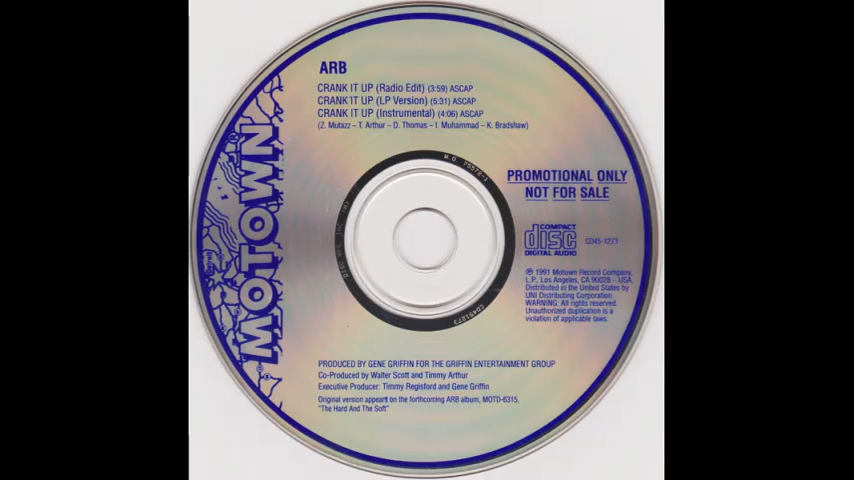 ARB
CRANK IT UP (Radio Edit) (3:59) ASCAP
CRANK IT UP (LP Version) (5:31) ASCAP
CRANK IT UP (Instrumental) (4:06) ASCAP
(Z. Mutazz – T. Arthur – D. Thomas – I. Muhammad – K. Bradshaw)
MOTOWN
PROMOTIONAL ONLY
NOT FOR SALE
COMPACT
disc
DIGITAL AUDIO
CD45-1273
℗ 1991 Motown Record Company,
L.P., Los Angeles, CA 90028 – USA.
Distributed in the United States by
UNI Distributing Corporation.
WARNING: All rights reserved.
Unauthorized duplication is a
violation of applicable laws.
CD451273
PRODUCED BY GENE GRIFFIN FOR THE GRIFFIN ENTERTAINMENT GROUP
Co-Produced by Walter Scott and Timmy Arthur
Executive Producer: Timmy Regisford and Gene Griffin
Original version appears on the forthcoming ARB album, MOTD-6315,
"The Hard And The Soft"